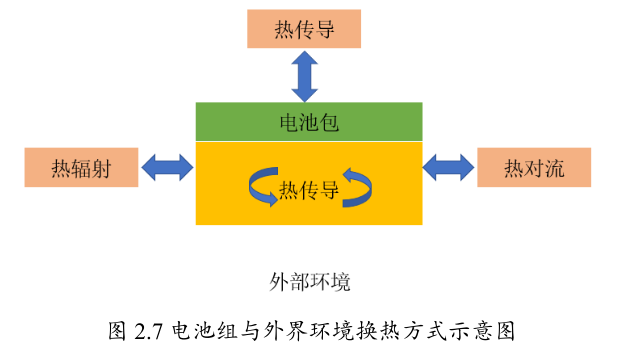 热传导
电池包
热辐射
热传导
热对流
外部环境
图 2.7 电池组与外界环境换热方式示意图